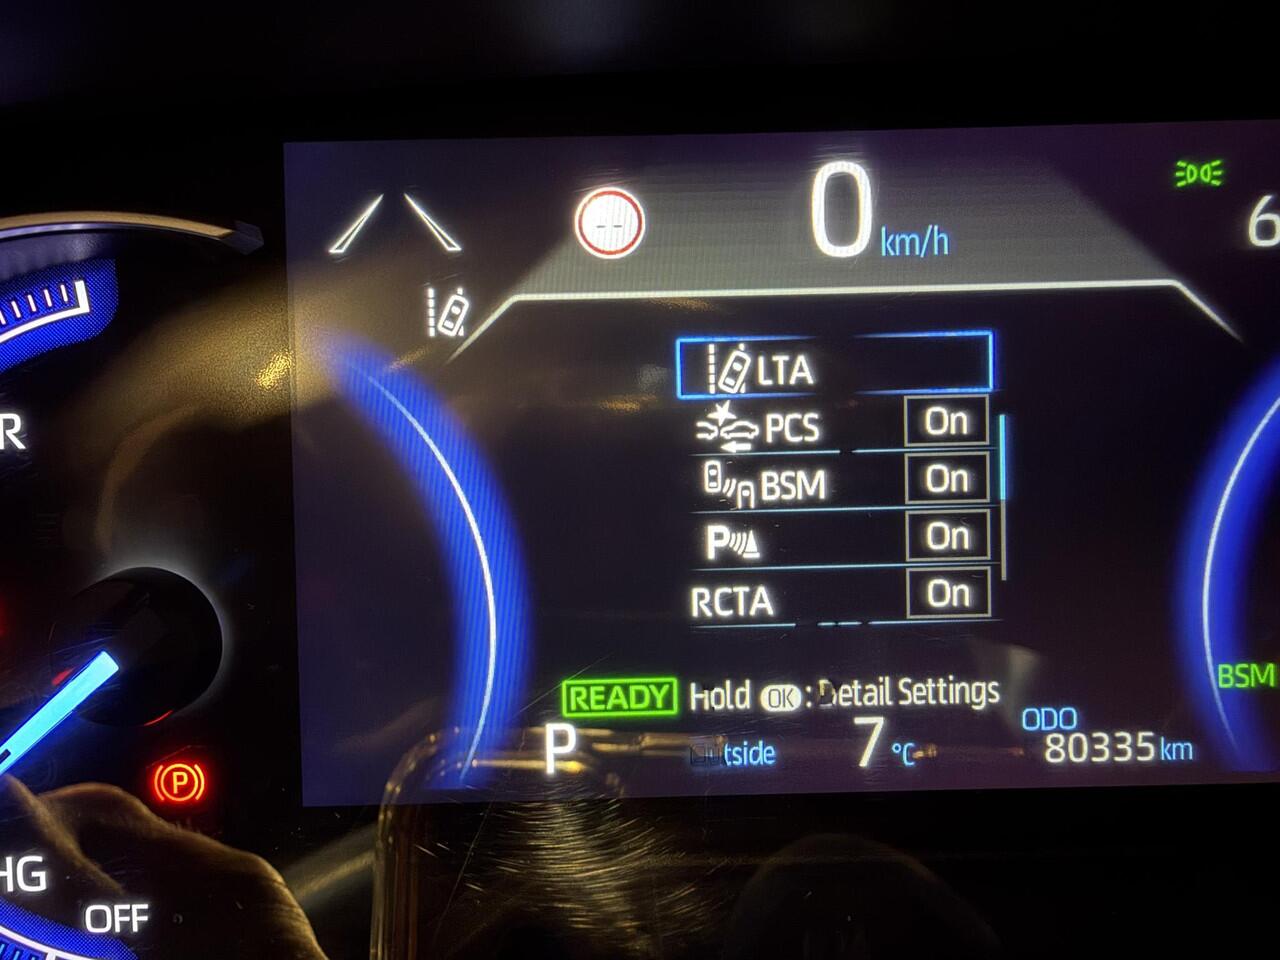 0 km/h
6
LTA
PCS On
BSM On
P On
RCTA On
R
BSM
READY Hold OK : Detail Settings
P
7 °C
ODO
80335 km
P
HG
OFF